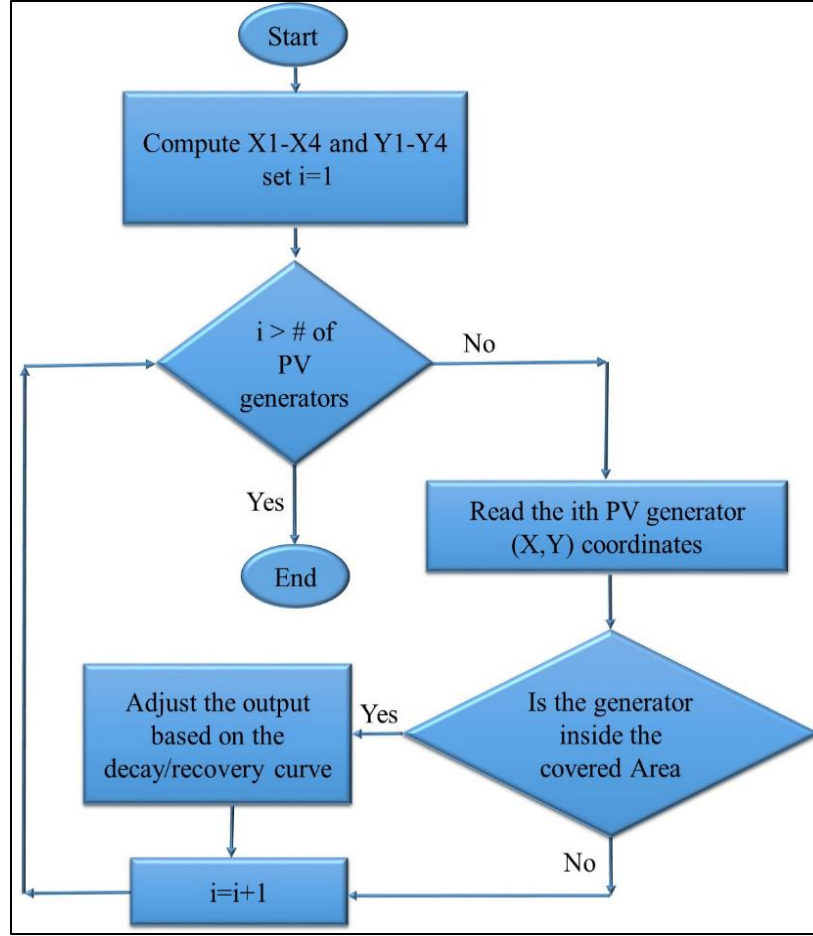 Start
Compute X1-X4 and Y1-Y4
set i=1
i > # of
PV
generators
No
Yes
End
Read the ith PV generator
(X,Y) coordinates
Is the generator
inside the
covered Area
Yes
Adjust the output
based on the
decay/recovery curve
No
i=i+1